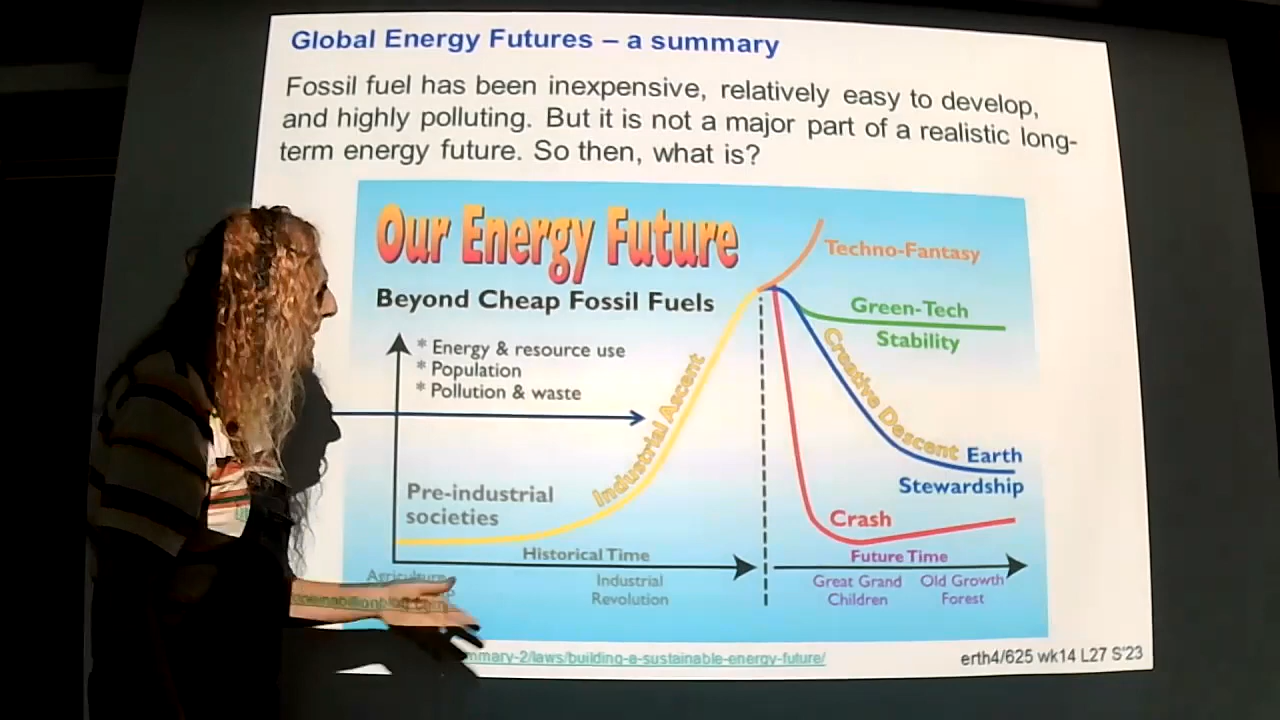 Global Energy Futures – a summary
Fossil fuel has been inexpensive, relatively easy to develop,
and highly polluting. But it is not a major part of a realistic long-
term energy future. So then, what is?
Our Energy Future
Beyond Cheap Fossil Fuels
* Energy & resource use
* Population
* Pollution & waste
Techno-Fantasy
Green-Tech
Stability
Industrial Ascent
Creative Descent
Earth
Stewardship
Pre-industrial
societies
Crash
Historical Time
Future Time
Agriculture
Industrial
Revolution
Great Grand
Children
Old Growth
Forest
mmary-2/laws/building-a-sustainable-energy-future/
erth4/625 wk14 L27 S'23